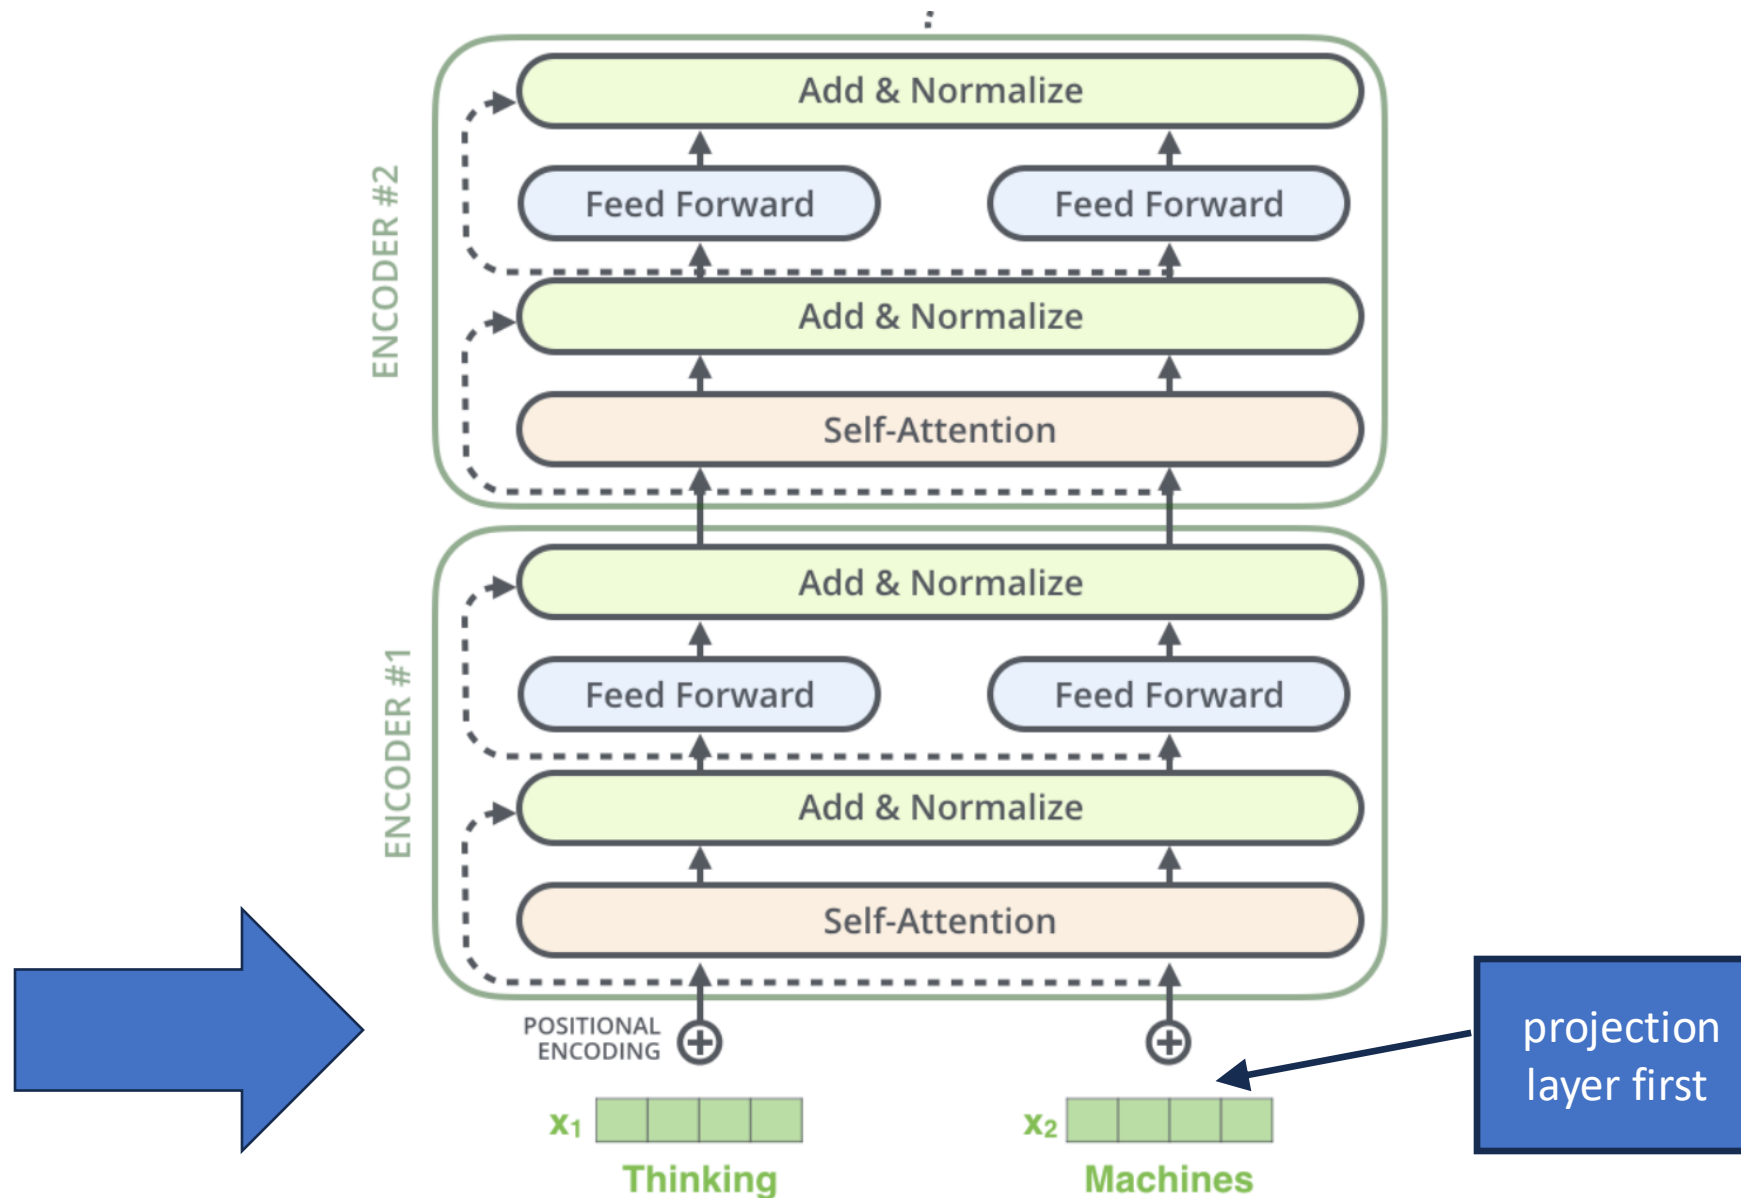 :
Add & Normalize
Feed Forward Feed Forward
ENCODER #2
Add & Normalize
Self-Attention
Add & Normalize
Feed Forward Feed Forward
ENCODER #1
Add & Normalize
Self-Attention
POSITIONAL
ENCODING
projection
layer first
x₁ x₂
Thinking Machines